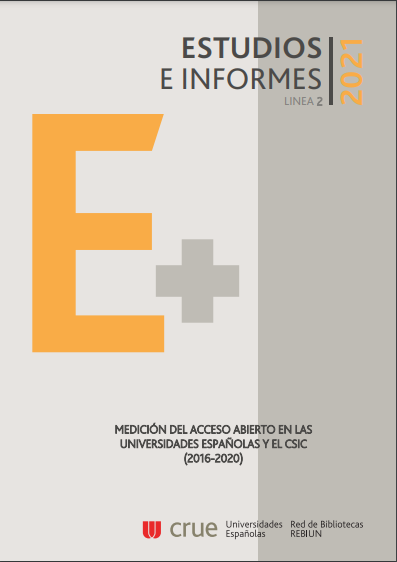 ESTUDIOS
E INFORMES
LINEA 2
2021
E+
MEDICIÓN DEL ACCESO ABIERTO EN LAS
UNIVERSIDADES ESPAÑOLAS Y EL CSIC
(2016-2020)
crue Universidades Españolas Red de Bibliotecas REBIUN